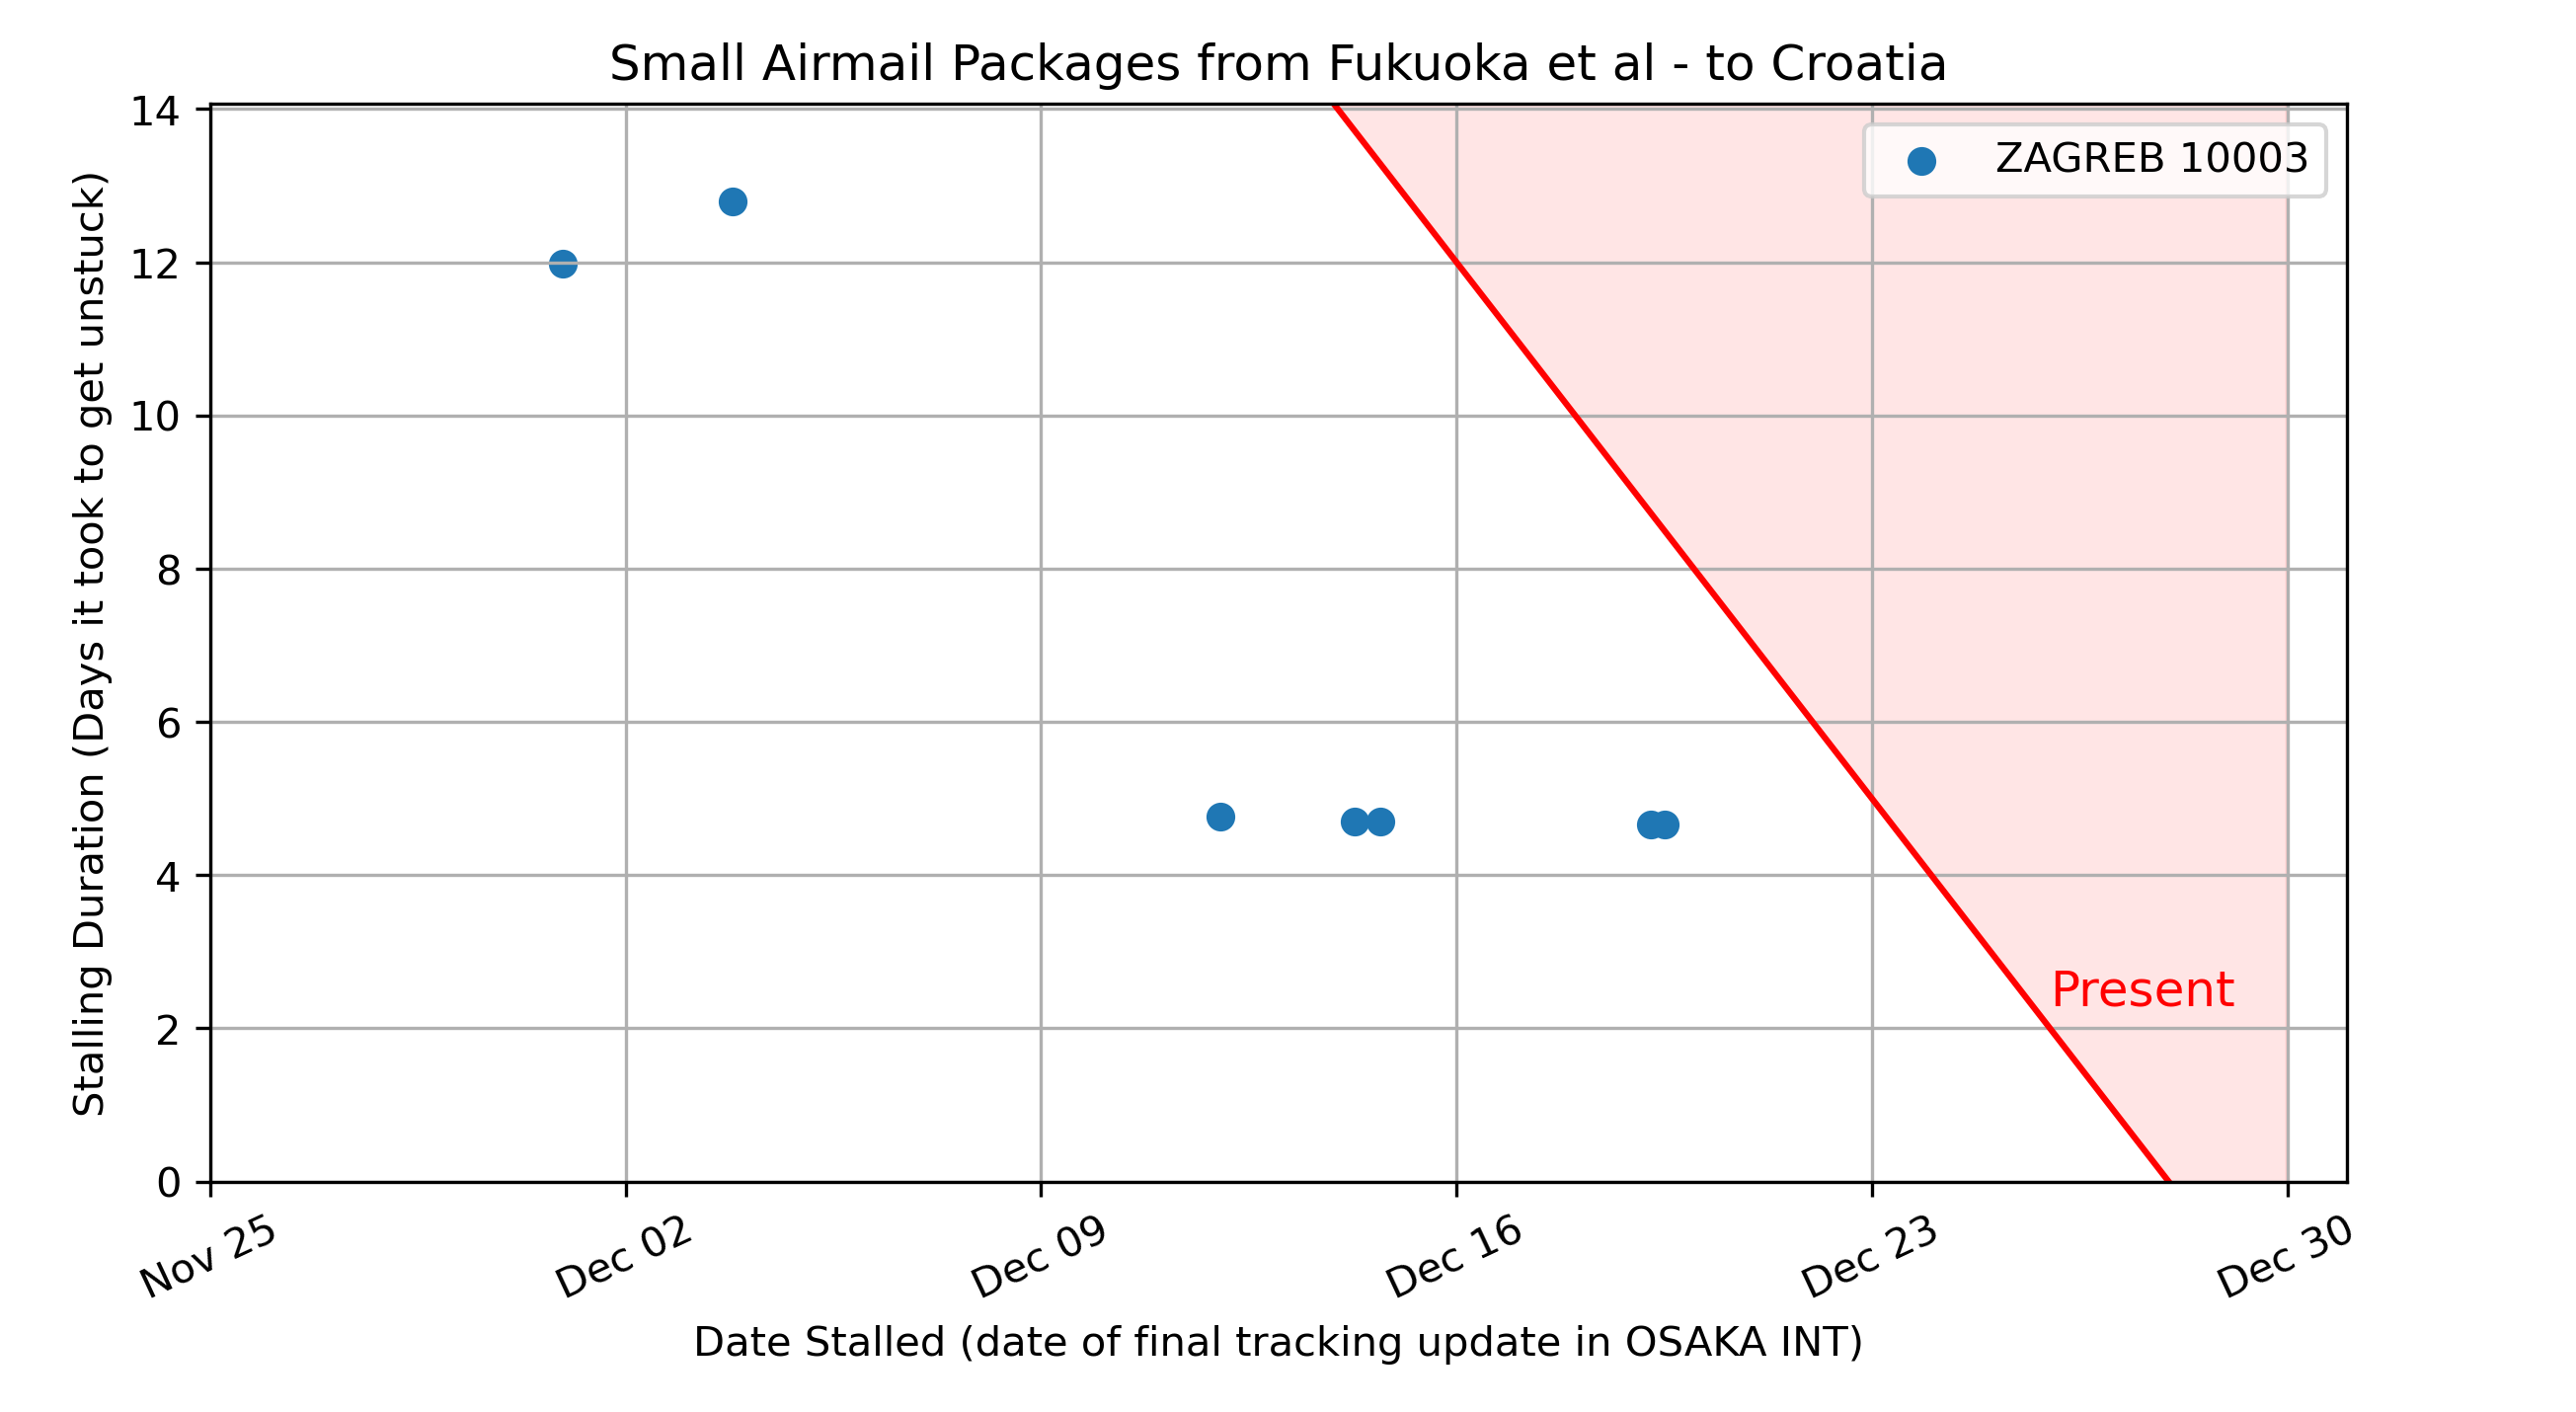 Small Airmail Packages from Fukuoka et al - to Croatia
ZAGREB 10003
Stalling Duration (Days it took to get unstuck)
14
12
10
8
6
4
2
0
Present
Nov 25
Dec 02
Dec 09
Dec 16
Dec 23
Dec 30
Date Stalled (date of final tracking update in OSAKA INT)